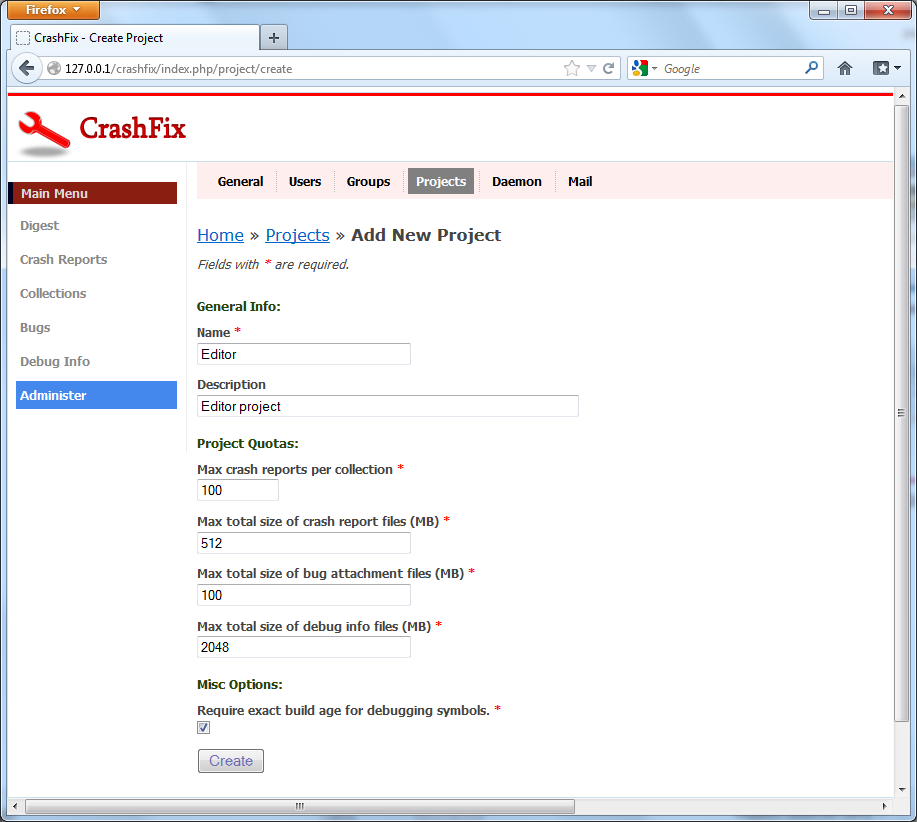 Firefox
CrashFix - Create Project
127.0.0.1/crashfix/index.php/project/create
Google
CrashFix
General Users Groups Projects Daemon Mail
Main Menu
Digest
Crash Reports
Collections
Bugs
Debug Info
Administer
Home » Projects » Add New Project
Fields with * are required.
General Info:
Name *
Editor
Description
Editor project
Project Quotas:
Max crash reports per collection *
100
Max total size of crash report files (MB) *
512
Max total size of bug attachment files (MB) *
100
Max total size of debug info files (MB) *
2048
Misc Options:
Require exact build age for debugging symbols. *
Create